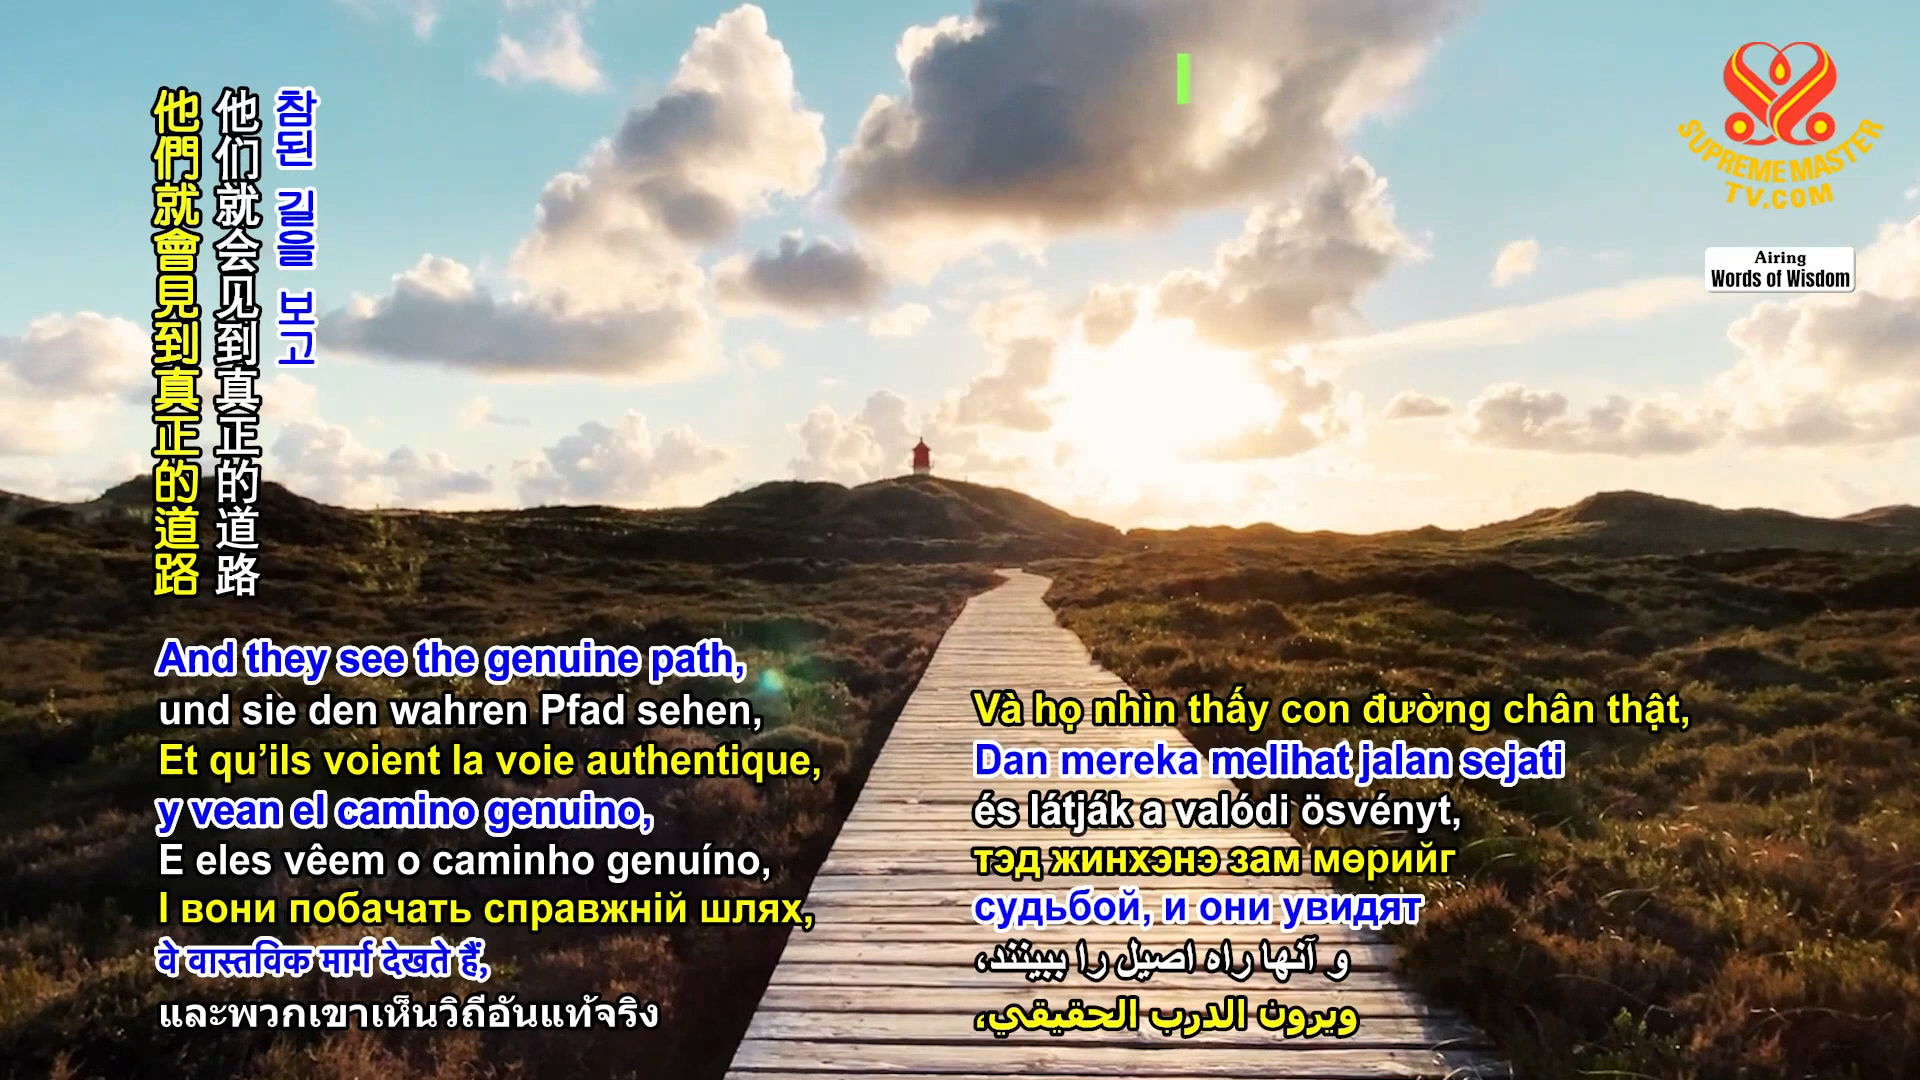 他們就會見到真正的道路
他们就会见到真正的道路
참된 길을 보고
SUPREME MASTER
TV.COM
Airing
Words of Wisdom
And they see the genuine path,
und sie den wahren Pfad sehen,
Et qu’ils voient la voie authentique,
y vean el camino genuino,
E eles vêem o caminho genuíno,
І вони побачать справжній шлях,
वे वास्तविक मार्ग देखते हैं,
และพวกเขาเห็นวิถีอันแท้จริง
Và họ nhìn thấy con đường chân thật,
Dan mereka melihat jalan sejati
és látják a valódi ösvényt,
тэд жинхэнэ зам мөрийг
судьбой, и они увидят
و آنها راه اصیل را ببینند،
ويرون الدرب الحقيقي،